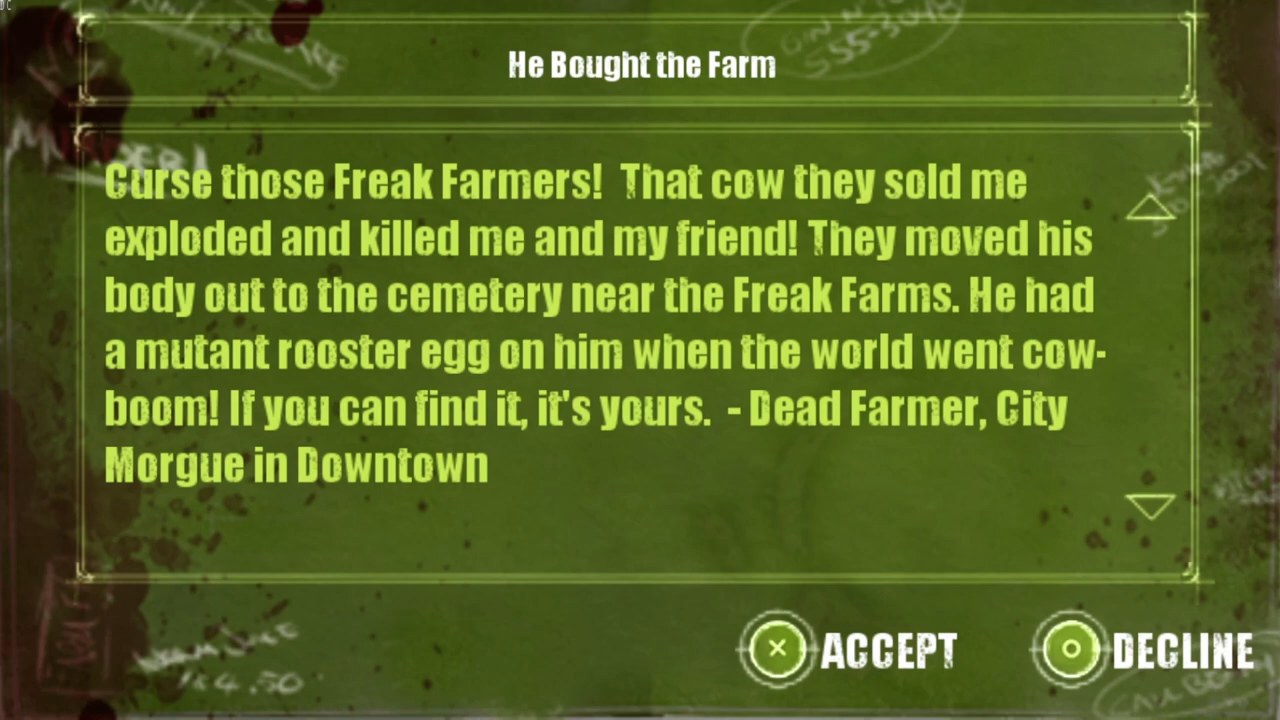 He Bought the Farm
Curse those Freak Farmers!  That cow they sold me
exploded and killed me and my friend! They moved his
body out to the cemetery near the Freak Farms. He had
a mutant rooster egg on him when the world went cow-
boom! If you can find it, it's yours.  - Dead Farmer, City
Morgue in Downtown
ACCEPT
DECLINE